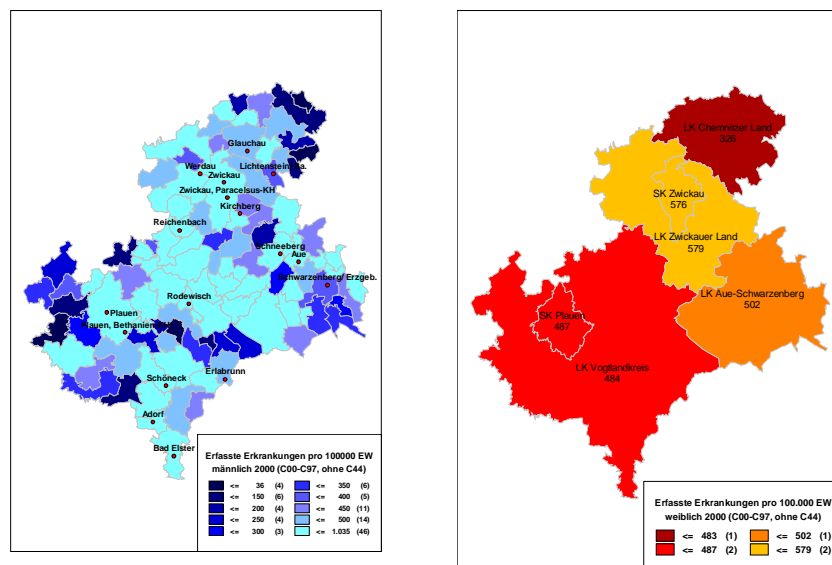 Glauchau
Werdau
Lichtenstein/Sa.
Zwickau
Zwickau, Paracelsus-KH
Kirchberg
Reichenbach
Schneeberg
Aue
Schwarzenberg/ Erzgeb.
Rodewisch
Plauen
Plauen, Bethanien
Erlabrunn
Schöneck
Adorf
Bad Elster
Erfasste Erkrankungen pro 100000 EW
männlich 2000 (C00-C97, ohne C44)
<= 36 (4) <= 350 (6)
<= 150 (6) <= 400 (5)
<= 200 (4) <= 450 (11)
<= 250 (4) <= 500 (14)
<= 300 (3) <= 1.035 (46)
LK Chemnitzer Land
326
SK Zwickau
576
LK Zwickauer Land
579
LK Aue-Schwarzenberg
502
SK Plauen
487
LK Vogtlandkreis
484
Erfasste Erkrankungen pro 100.000 EW
weiblich 2000 (C00-C97, ohne C44)
<= 483 (1) <= 502 (1)
<= 487 (2) <= 579 (2)